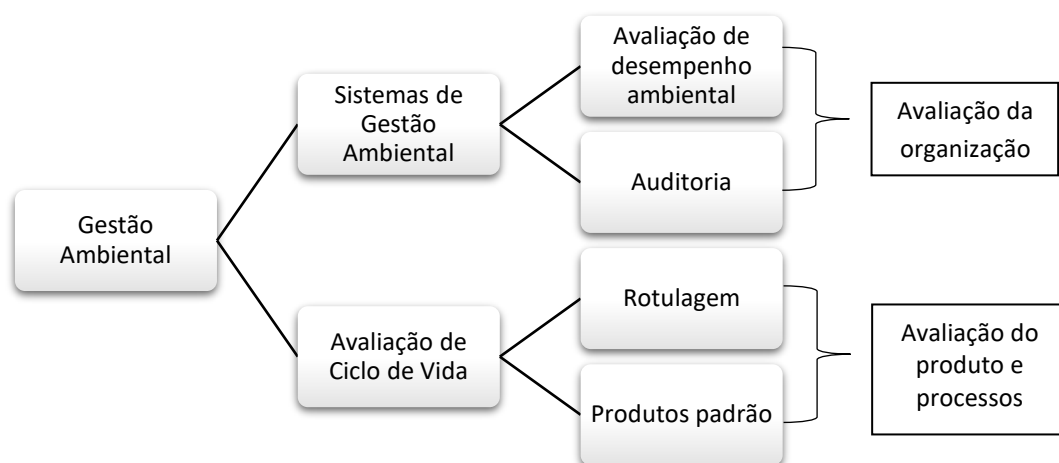 Gestão
Ambiental
Sistemas de
Gestão
Ambiental
Avaliação de
desempenho
ambiental
Auditoria
Avaliação da
organização
Avaliação de
Ciclo de Vida
Rotulagem
Produtos padrão
Avaliação do
produto e
processos